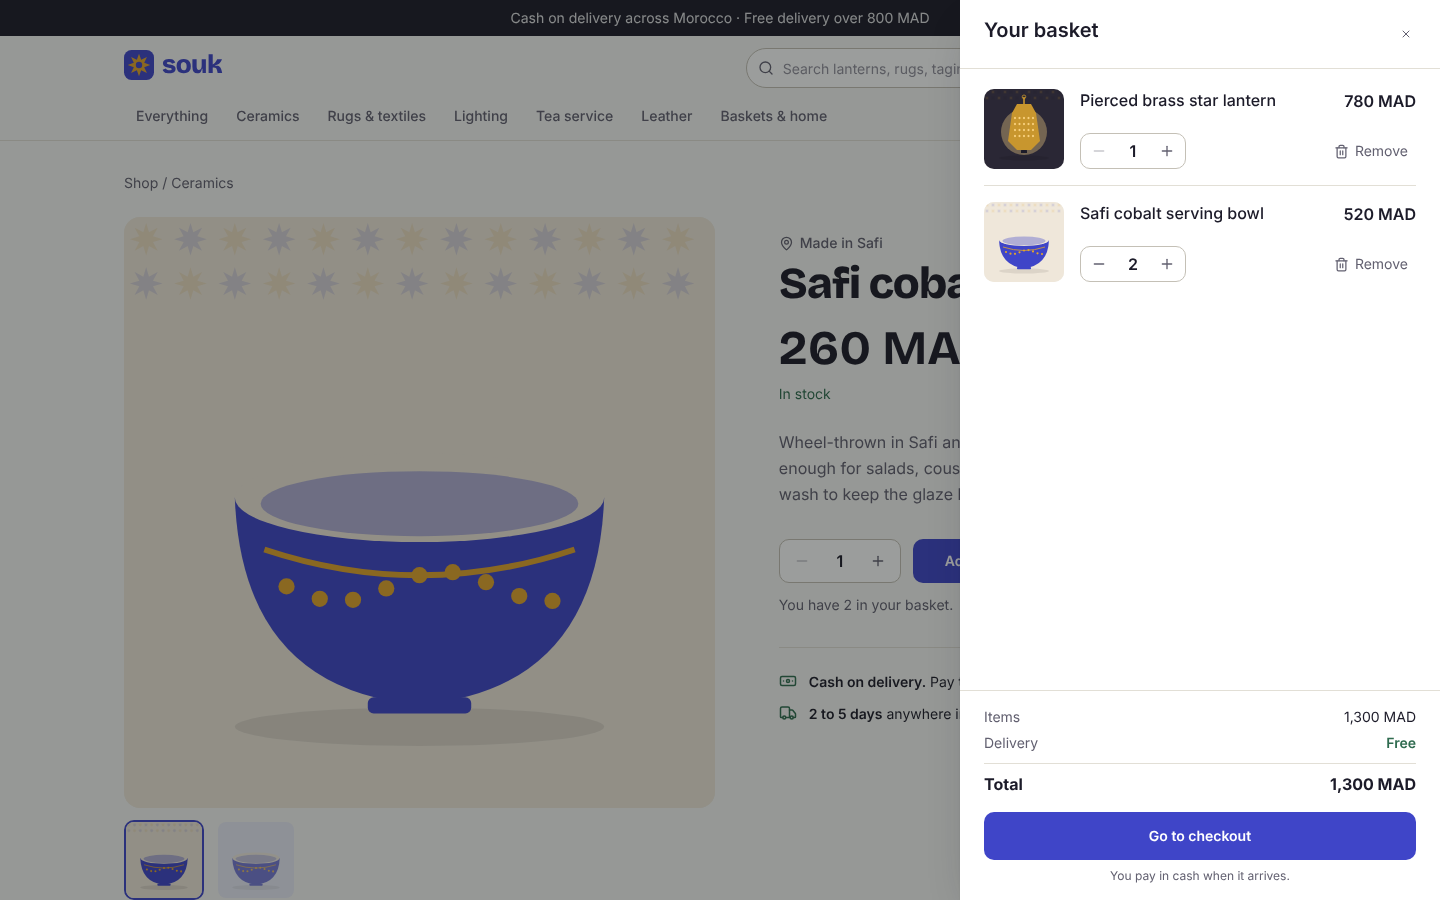 Cash on delivery across Morocco · Free delivery over 800 MAD
souk
Search lanterns, rugs, tagin
Everything
Ceramics
Rugs & textiles
Lighting
Tea service
Leather
Baskets & home
Shop / Ceramics
Made in Safi
Safi coba
260 MA
In stock
Wheel-thrown in Safi an
enough for salads, cous
wash to keep the glaze
1
You have 2 in your basket.
Cash on delivery. Pay
2 to 5 days anywhere i
Your basket
Pierced brass star lantern
780 MAD
1
Remove
Safi cobalt serving bowl
520 MAD
2
Remove
Items
1,300 MAD
Delivery
Free
Total
1,300 MAD
Go to checkout
You pay in cash when it arrives.